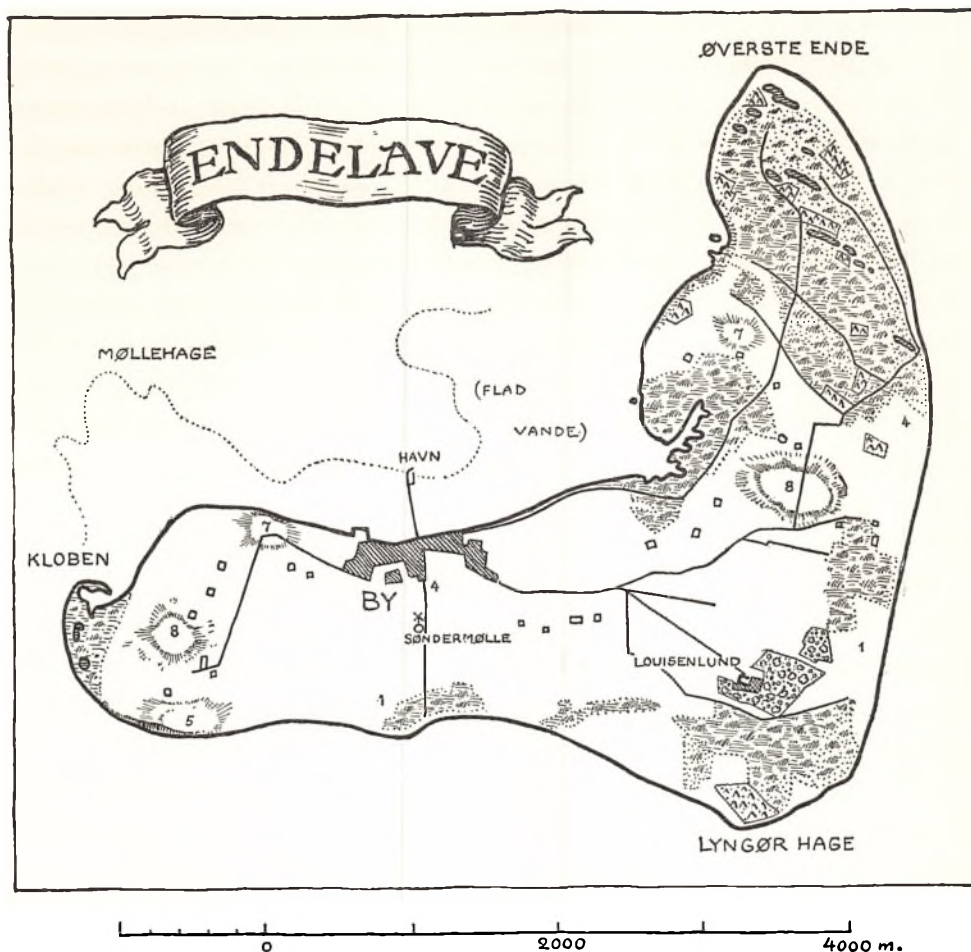 ØVERSTE ENDE
ENDELAVE
7
MØLLEHAGE
(FLAD
VANDE)
4
HAVN
8
7
KLOBEN
BY
4
8
SØNDERMØLLE
1
LOUISENLUND
5
1
LYNGØR HAGE
0 2000 4000 m.